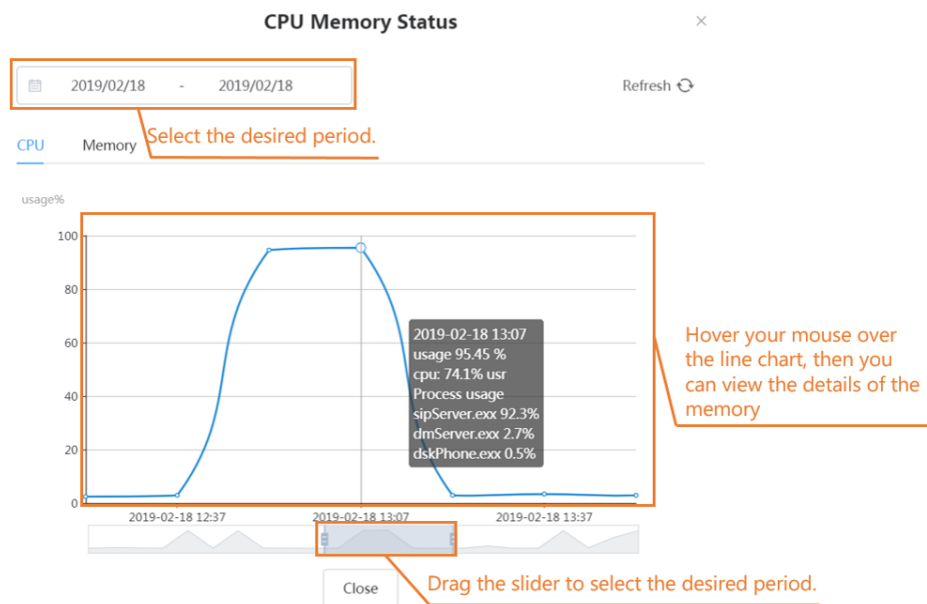 CPU Memory Status
2019/02/18 - 2019/02/18
Refresh
Select the desired period.
CPU Memory
usage%
100
80
60
40
20
0
2019-02-18 13:07
usage 95.45 %
cpu: 74.1% usr
Process usage
sipServer.exx 92.3%
dmServer.exx 2.7%
dskPhone.exx 0.5%
Hover your mouse over
the line chart, then you
can view the details of the
memory
2019-02-18 12:37 2019-02-18 13:07 2019-02-18 13:37
Drag the slider to select the desired period.
Close